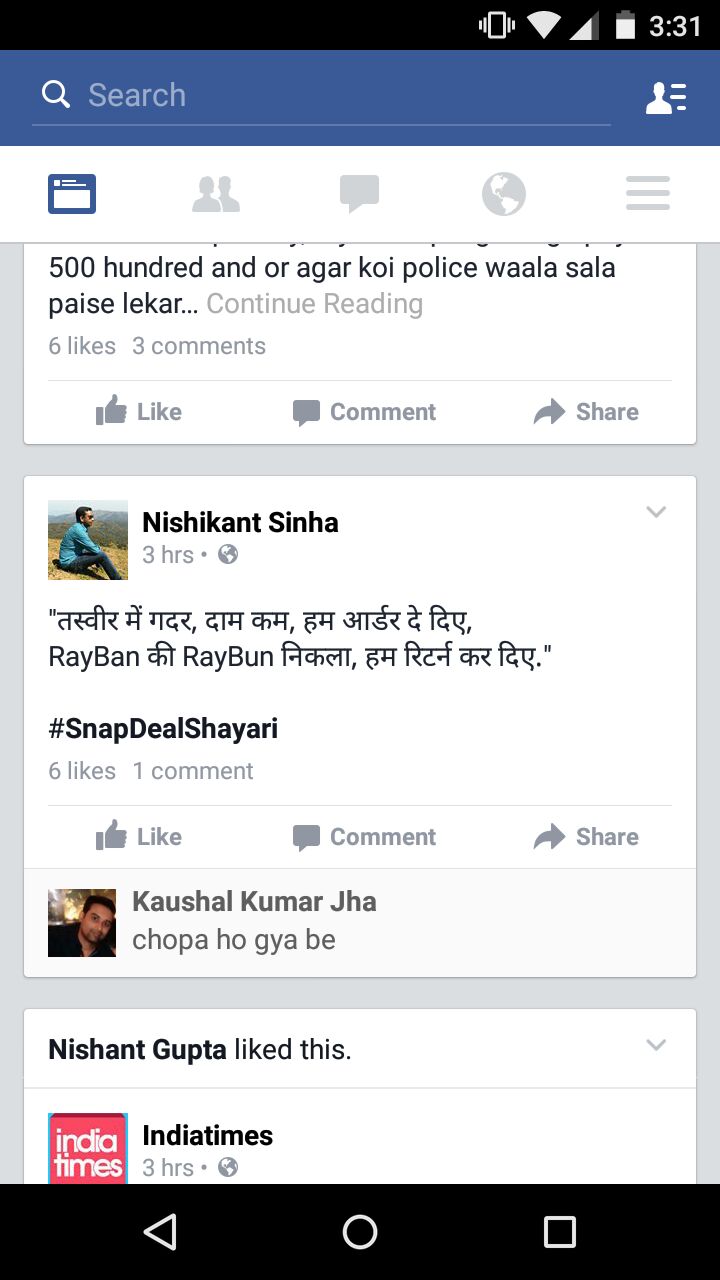 3:31
Search
500 hundred and or agar koi police waala sala
paise lekar... Continue Reading
6 likes 3 comments
Like Comment Share
Nishikant Sinha
3 hrs •
"तस्वीर में गदर, दाम कम, हम आर्डर दे दिए,
RayBan की RayBun निकला, हम रिटर्न कर दिए."
#SnapDealShayari
6 likes 1 comment
Like Comment Share
Kaushal Kumar Jha
chopa ho gya be
Nishant Gupta liked this.
india
times
Indiatimes
3 hrs •